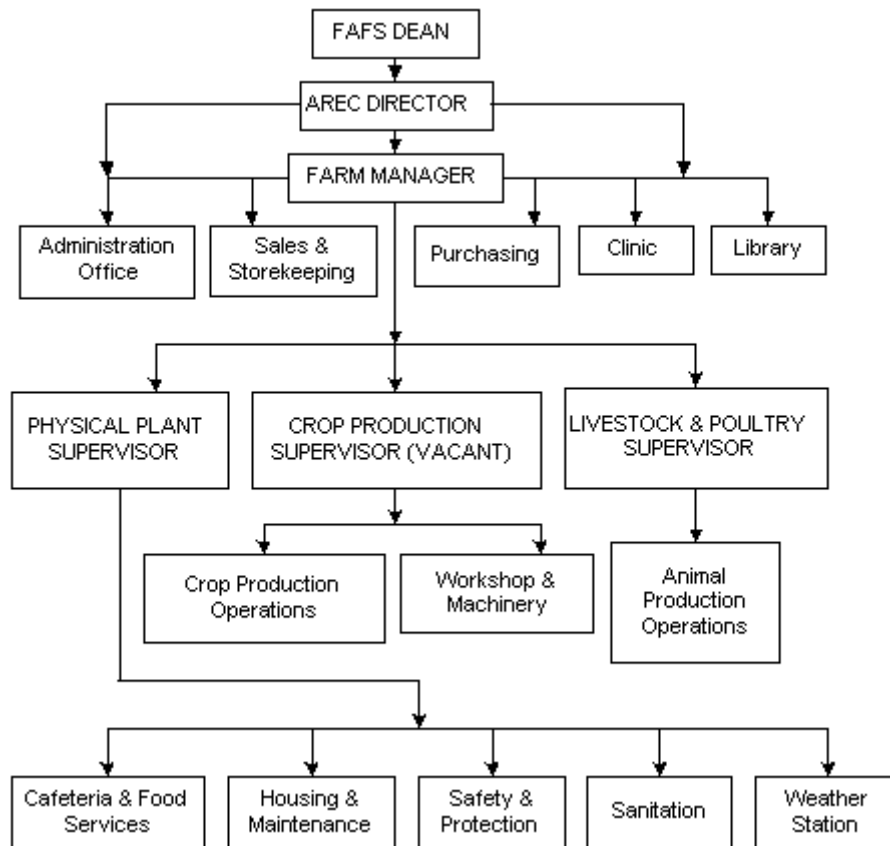 FAFS DEAN
AREC DIRECTOR
FARM MANAGER
Administration
Office
Sales &
Storekeeping
Purchasing
Clinic
Library
PHYSICAL PLANT
SUPERVISOR
CROP PRODUCTION
SUPERVISOR (VACANT)
LIVESTOCK & POULTRY
SUPERVISOR
Crop Production
Operations
Workshop &
Machinery
Animal
Production
Operations
Cafeteria & Food
Services
Housing &
Maintenance
Safety &
Protection
Sanitation
Weather
Station